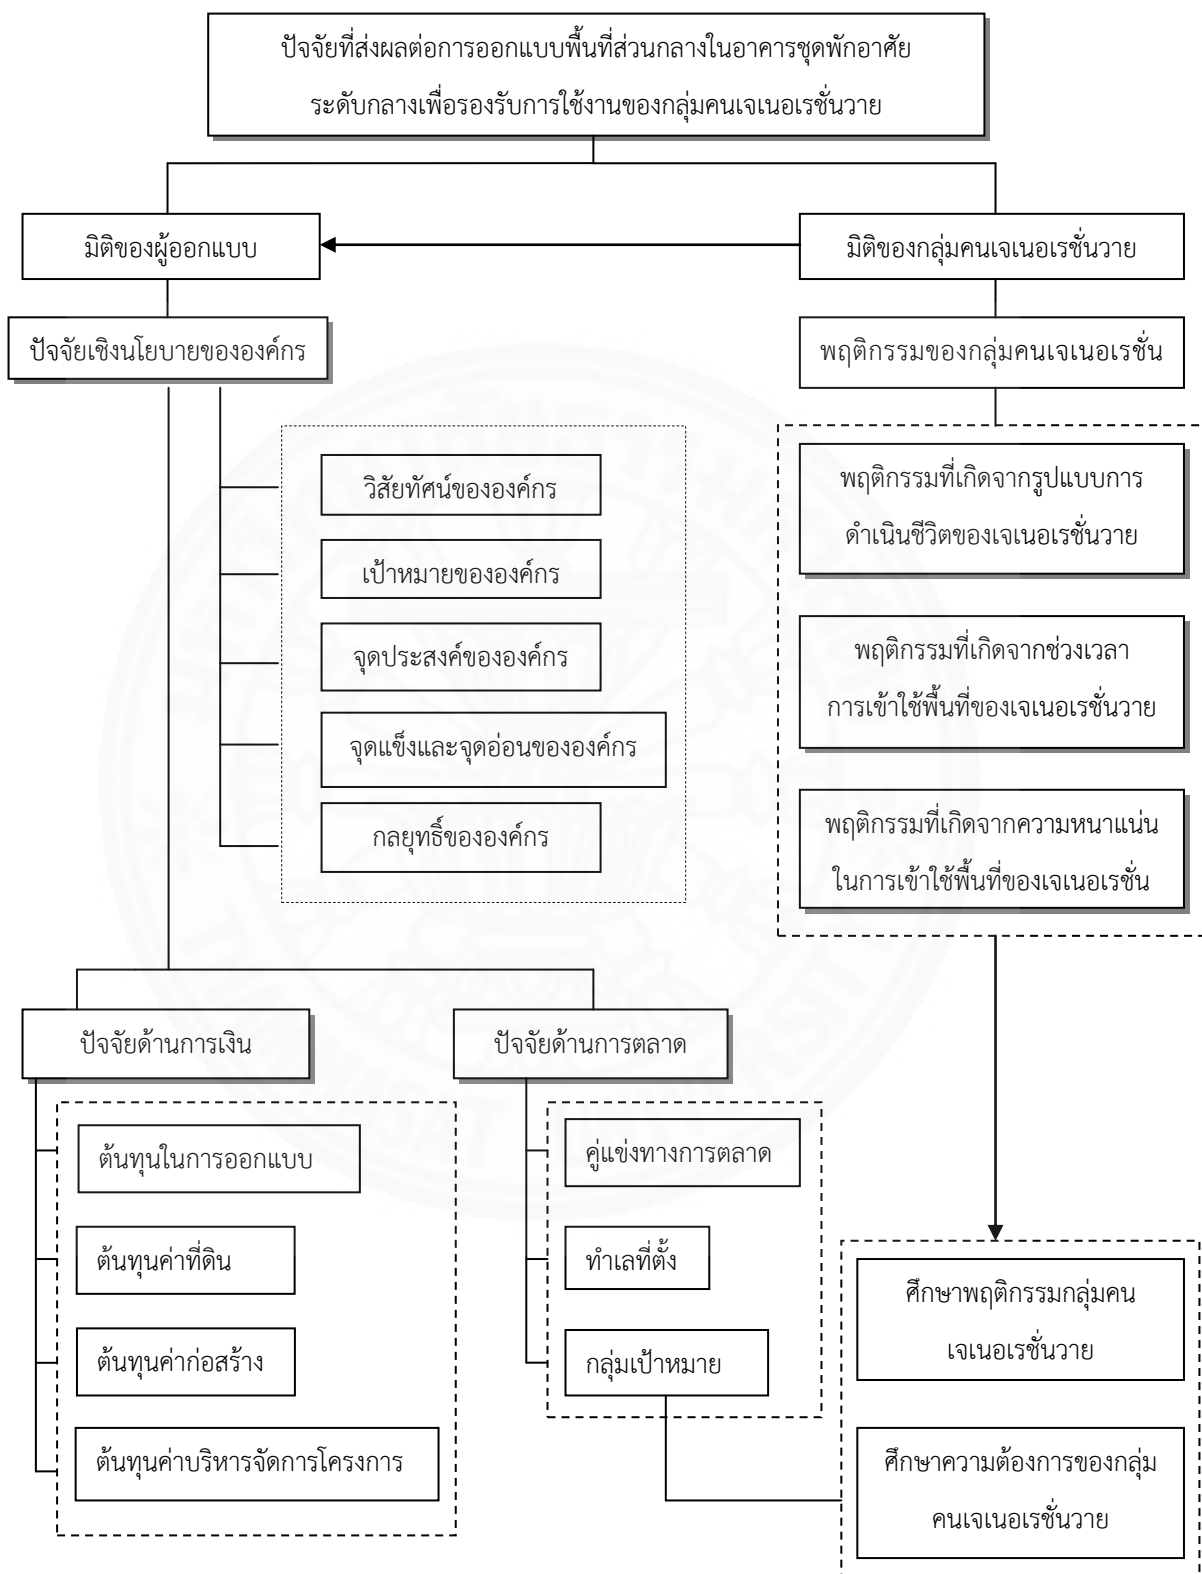 ปัจจัยที่ส่งผลต่อการออกแบบพื้นที่ส่วนกลางในอาคารชุดพักอาศัย
ระดับกลางเพื่อรองรับการใช้งานของกลุ่มคนเจเนอเรชั่นวาย
มิติของผู้ออกแบบ
มิติของกลุ่มคนเจเนอเรชั่นวาย
ปัจจัยเชิงนโยบายขององค์กร
พฤติกรรมของกลุ่มคนเจเนอเรชั่น
วิสัยทัศน์ขององค์กร
เป้าหมายขององค์กร
จุดประสงค์ขององค์กร
จุดแข็งและจุดอ่อนขององค์กร
กลยุทธิ์ขององค์กร
พฤติกรรมที่เกิดจากรูปแบบการ
ดำเนินชีวิตของเจเนอเรชั่นวาย
พฤติกรรมที่เกิดจากช่วงเวลา
การเข้าใช้พื้นที่ของเจเนอเรชั่นวาย
พฤติกรรมที่เกิดจากความหนาแน่น
ในการเข้าใช้พื้นที่ของเจเนอเรชั่น
ปัจจัยด้านการเงิน
ปัจจัยด้านการตลาด
ต้นทุนในการออกแบบ
ต้นทุนค่าที่ดิน
ต้นทุนค่าก่อสร้าง
ต้นทุนค่าบริหารจัดการโครงการ
คู่แข่งทางการตลาด
ทำเลที่ตั้ง
กลุ่มเป้าหมาย
ศึกษาพฤติกรรมกลุ่มคน
เจเนอเรชั่นวาย
ศึกษาความต้องการของกลุ่ม
คนเจเนอเรชั่นวาย